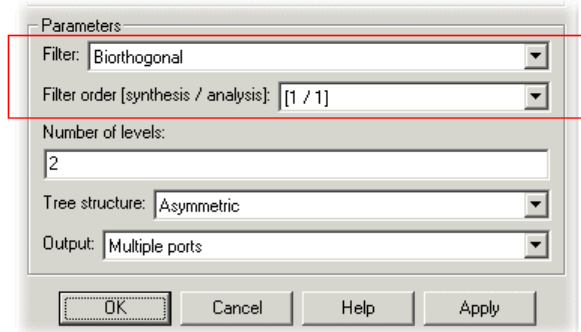 Parameters
Filter: Biorthogonal
Filter order [synthesis / analysis]: [1 / 1]
Number of levels:
2
Tree structure: Asymmetric
Output: Multiple ports
OK Cancel Help Apply